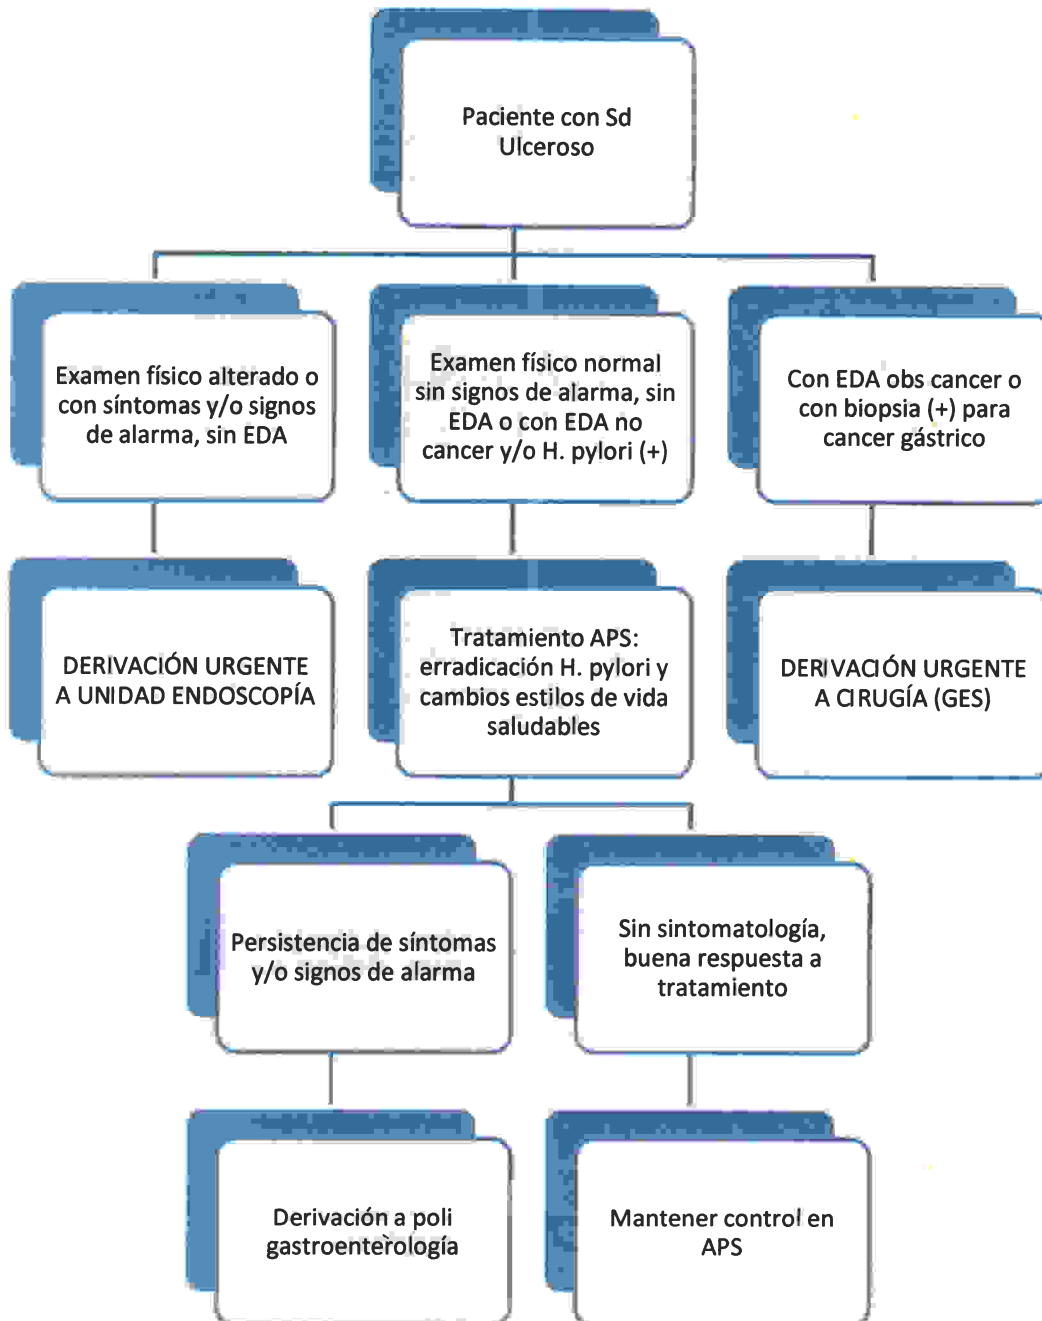 Paciente con Sd
Ulceroso
Examen físico alterado o
con síntomas y/o signos
de alarma, sin EDA
Examen físico normal
sin signos de alarma, sin
EDA o con EDA no
cancer y/o H. pylori (+)
Con EDA obs cancer o
con biopsia (+) para
cancer gástrico
DERIVACIÓN URGENTE
A UNIDAD ENDOSCOPÍA
Tratamiento APS:
erradicación H. pylori y
cambios estilos de vida
saludables
DERIVACIÓN URGENTE
A CIRUGÍA (GES)
Persistencia de síntomas
y/o signos de alarma
Sin sintomatología,
buena respuesta a
tratamiento
Derivación a poli
gastroenterología
Mantener control en
APS